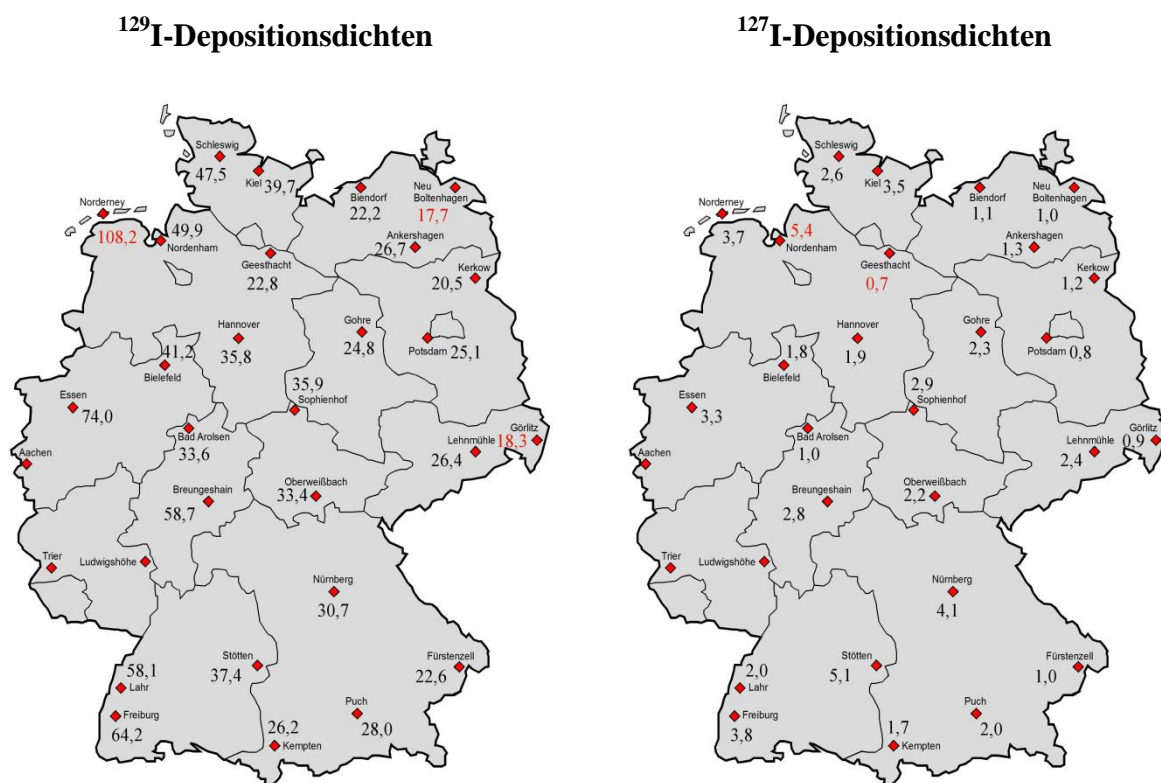 129I-Depositionsdichten
Schleswig
47,5
Kiel
39,7
Norderney
108,2
49,9
Nordenham
Biendorf
22,2
Neu
Boltenhagen
17,7
Ankershagen
26,7
Geesthacht
22,8
Kerkow
20,5
Hannover
35,8
Gohre
24,8
Potsdam
25,1
41,2
Bielefeld
Essen
74,0
35,9
Sophienhof
Bad Arolsen
33,6
Aachen
Görlitz
18,3
Lehnmühle
26,4
Breungeshain
58,7
Oberweißbach
33,4
Trier
Ludwigshöhe
Nürnberg
30,7
Stötten
37,4
Fürstenzell
22,6
58,1
Lahr
Freiburg
64,2
Puch
28,0
26,2
Kempten
127I-Depositionsdichten
Schleswig
2,6
Kiel
3,5
Norderney
3,7
5,4
Nordenham
Biendorf
1,1
Neu
Boltenhagen
1,0
Ankershagen
1,3
Geesthacht
0,7
Kerkow
1,2
Hannover
1,9
Gohre
2,3
Potsdam
0,8
1,8
Bielefeld
Essen
3,3
2,9
Sophienhof
Bad Arolsen
1,0
Aachen
Görlitz
0,9
Lehnmühle
2,4
Breungeshain
2,8
Oberweißbach
2,2
Trier
Ludwigshöhe
Nürnberg
4,1
Stötten
5,1
Fürstenzell
1,0
2,0
Lahr
Freiburg
3,8
Puch
2,0
1,7
Kempten